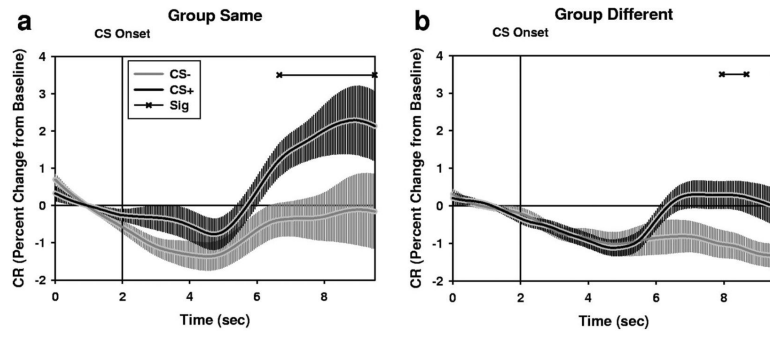 a
Group Same
CS Onset
CR (Percent Change from Baseline)
4
3
2
1
0
-1
-2
CS-
CS+
Sig
0
2
4
6
8
Time (sec)
b
Group Different
CS Onset
CR (Percent Change from Baseline)
4
3
2
1
0
-1
-2
0
2
4
6
8
Time (sec)